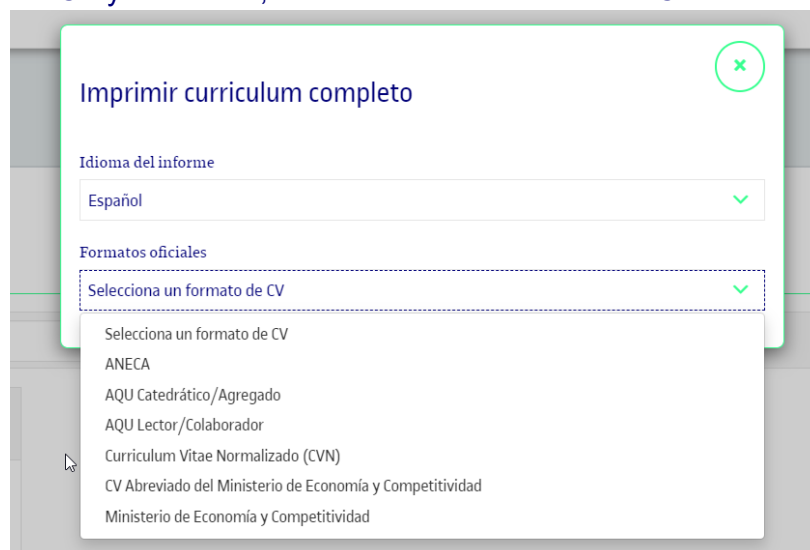 Imprimir curriculum completo
Idioma del informe
Español
Formatos oficiales
Selecciona un formato de CV
Selecciona un formato de CV
ANECA
AQU Catedrático/Agregado
AQU Lector/Colaborador
Curriculum Vitae Normalizado (CVN)
CV Abreviado del Ministerio de Economía y Competitividad
Ministerio de Economía y Competitividad